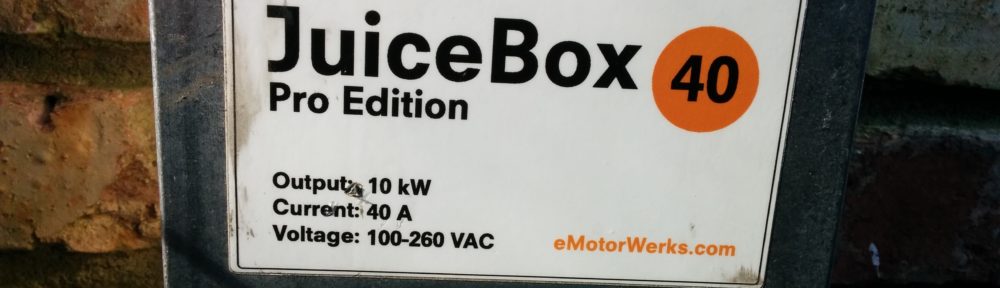 JuiceBox 40
Pro Edition
Output: 10 kW
Current: 40 A
Voltage: 100-260 VAC
eMotorWerks.com